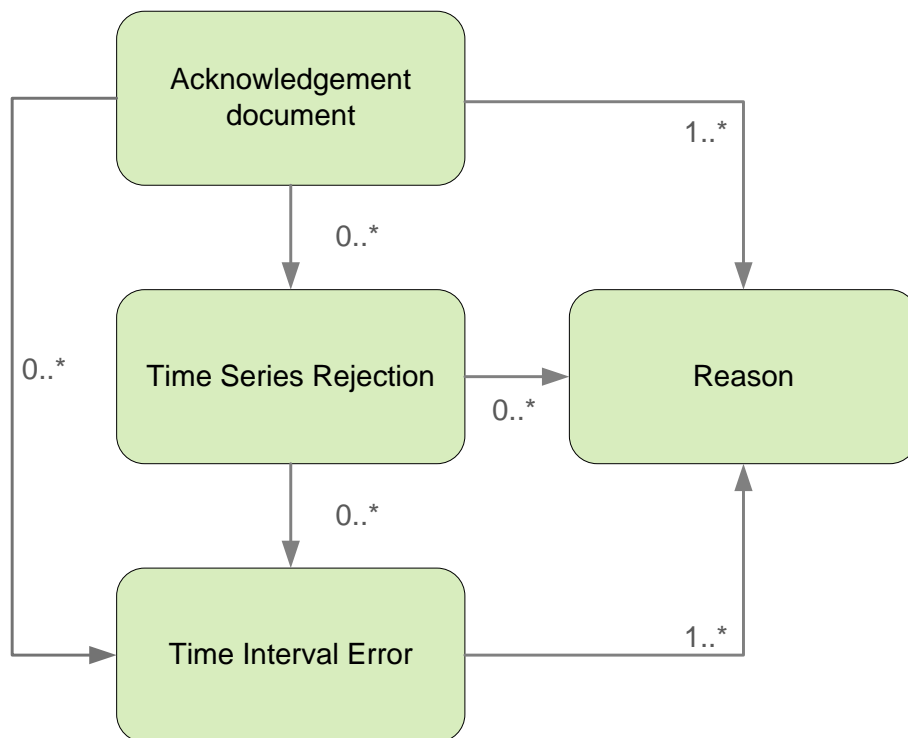 Acknowledgement
document
1..*
0..*
0..*
Time Series Rejection
0..*
Reason
0..*
Time Interval Error
1..*